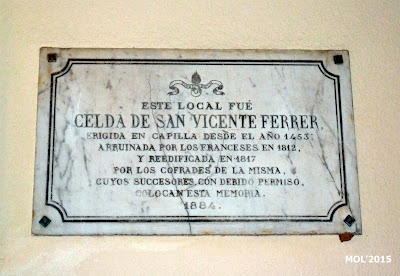 ESTE LOCAL FUÉ
CELDA DE SAN VICENTE FERRER,
ERIGIDA EN CAPILLA DESDE EL AÑO 1453;
ARRUINADA POR LOS FRANCESES EN 1812,
Y REEDIFICADA EN 1817
POR LOS COFRADES DE LA MISMA,
CUYOS SUCCESORES, CON DEBIDO PERMISO,
COLOCAN ESTA MEMORIA.
1884.
MOL'2015